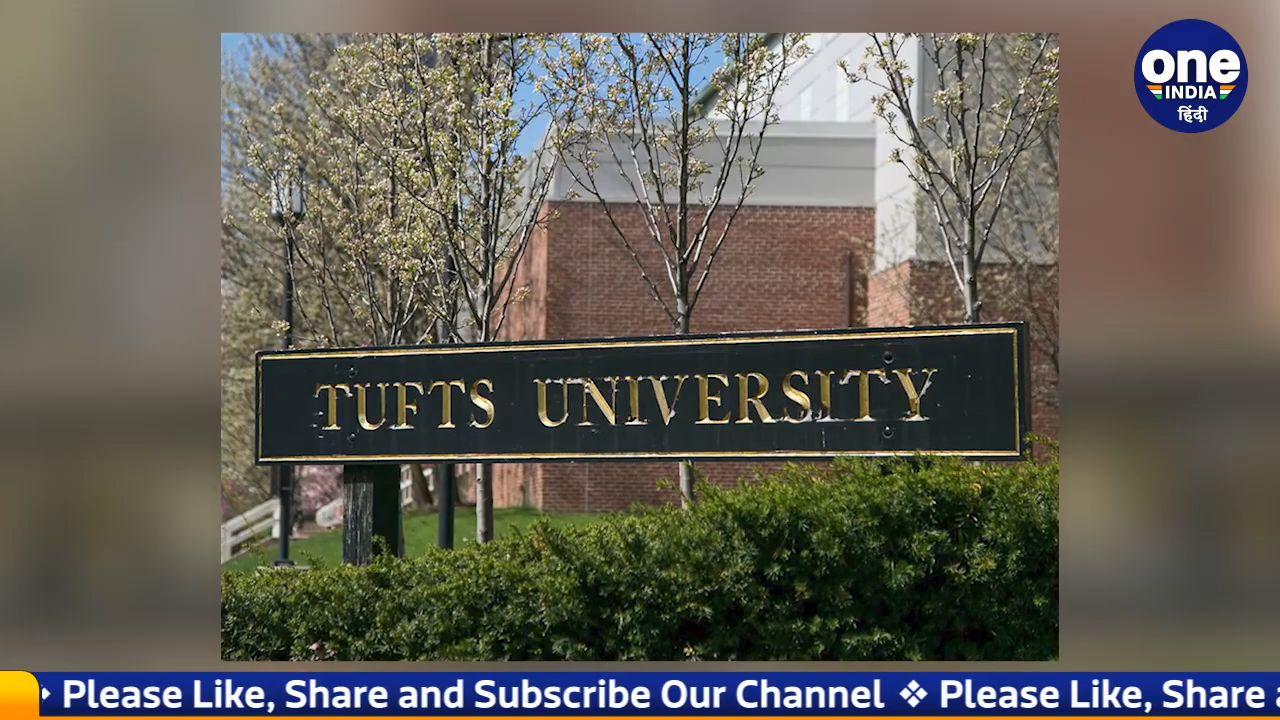 one
INDIA
हिंदी
TUFTS UNIVERSITY
Please Like, Share and Subscribe Our Channel ❖ Please Like, Share